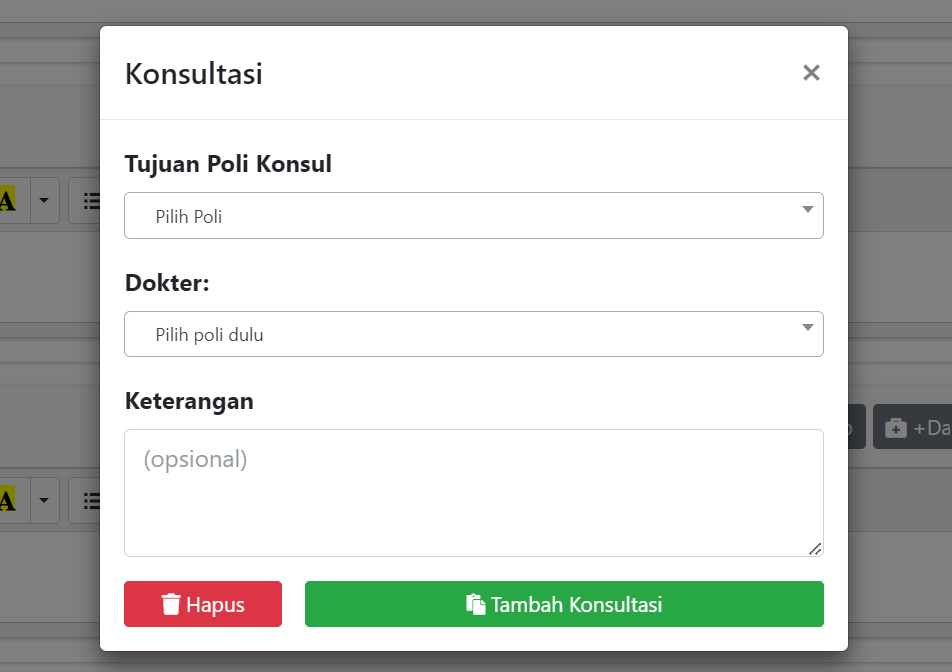 Konsultasi
Tujuan Poli Konsul
Pilih Poli
Dokter:
Pilih poli dulu
Keterangan
A
+Da
(opsional)
A
Hapus
Tambah Konsultasi